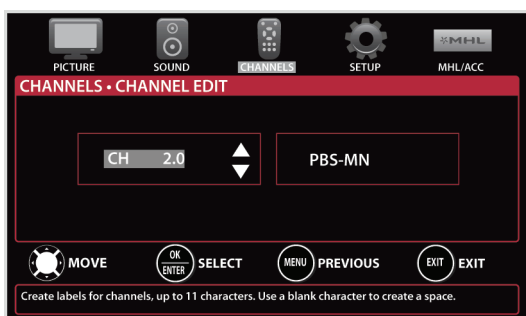 PICTURE SOUND CHANNELS SETUP MHL MHL/ACC
CHANNELS • CHANNEL EDIT
CH 2.0 PBS-MN
MOVE OK ENTER SELECT MENU PREVIOUS EXIT EXIT
Create labels for channels, up to 11 characters. Use a blank character to create a space.